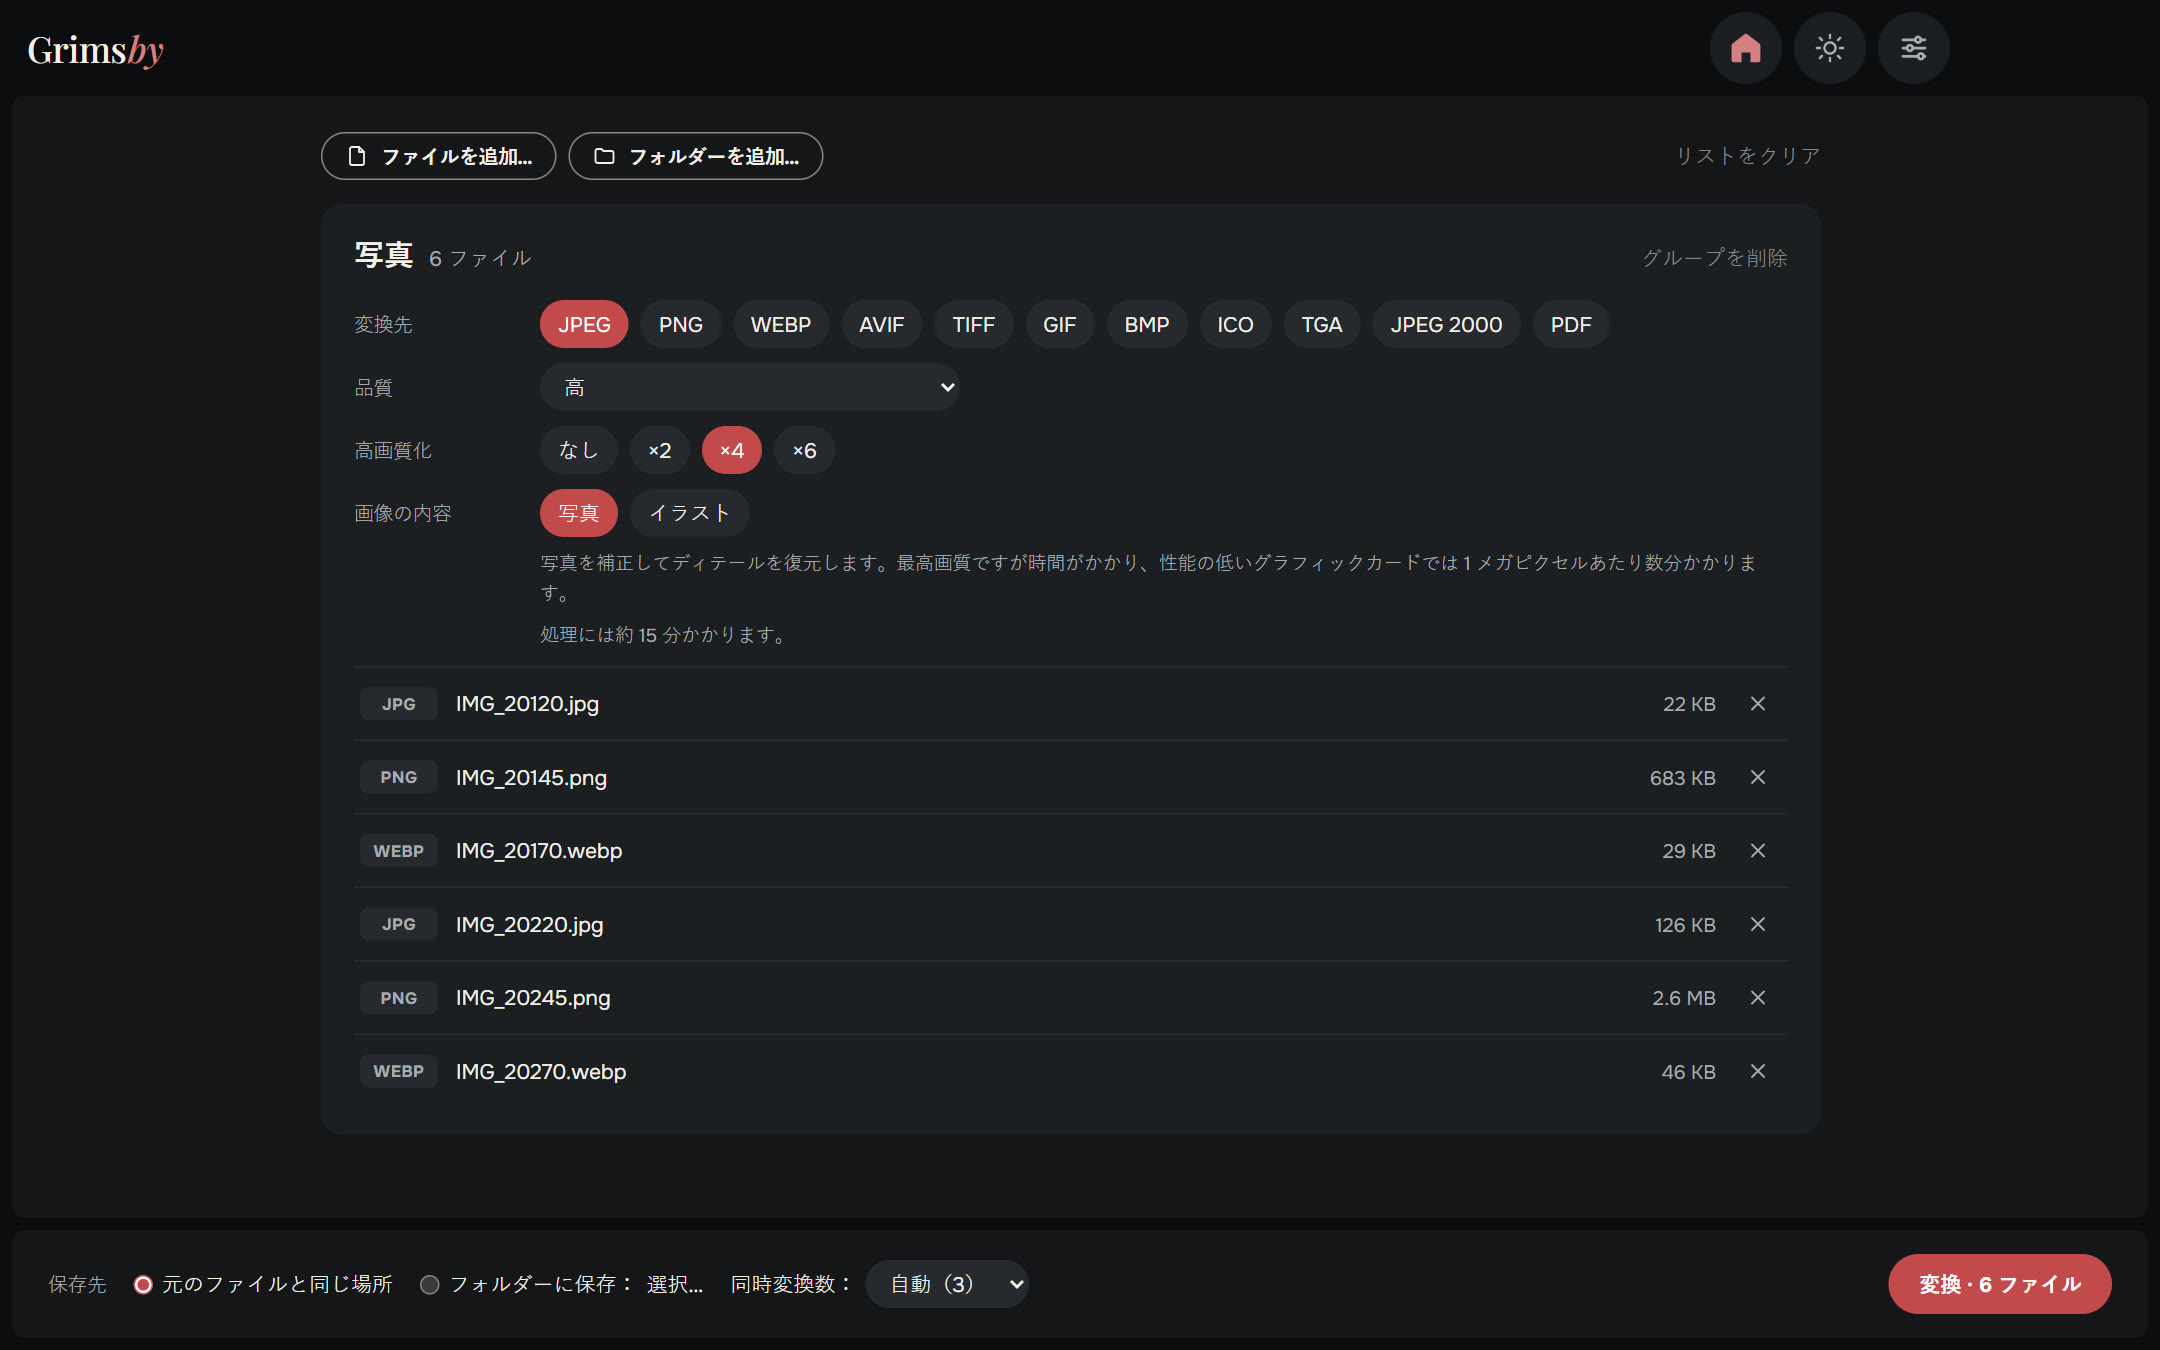 Grimsby
ファイルを追加... フォルダーを追加... リストをクリア
写真 6 ファイル グループを削除
変換先 JPEG PNG WEBP AVIF TIFF GIF BMP ICO TGA JPEG 2000 PDF
品質 高
高画質化 なし ×2 ×4 ×6
画像の内容 写真 イラスト
写真を補正してディテールを復元します。最高画質ですが時間がかかり、性能の低いグラフィックカードでは 1 メガピクセルあたり数分かかりま
す。
処理には約 15 分かかります。
JPG IMG_20120.jpg 22 KB
PNG IMG_20145.png 683 KB
WEBP IMG_20170.webp 29 KB
JPG IMG_20220.jpg 126 KB
PNG IMG_20245.png 2.6 MB
WEBP IMG_20270.webp 46 KB
保存先 元のファイルと同じ場所 フォルダーに保存： 選択... 同時変換数： 自動（3） 変換 · 6 ファイル